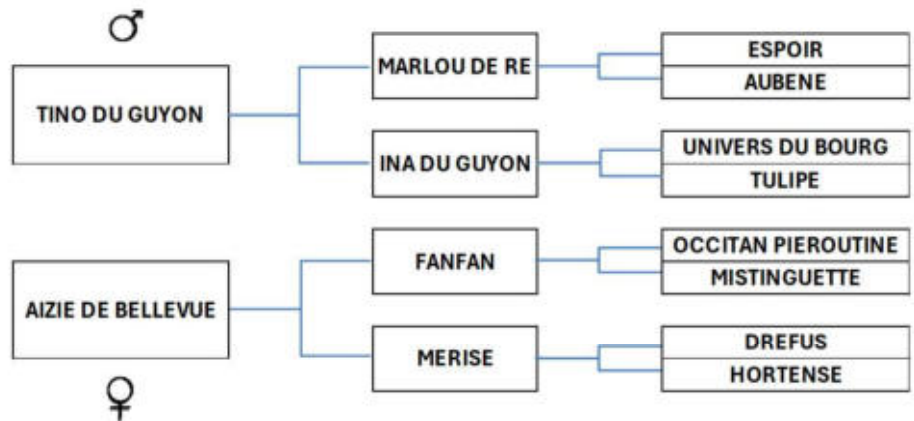 ♂
TINO DU GUYON
MARLOU DE RE
ESPOIR
AUBENE
INA DU GUYON
UNIVERS DU BOURG
TULIPE
AIZIE DE BELLEVUE
FANFAN
OCCITAN PIEROUTINE
MISTINGUETTE
MERISE
DREFUS
HORTENSE
♀